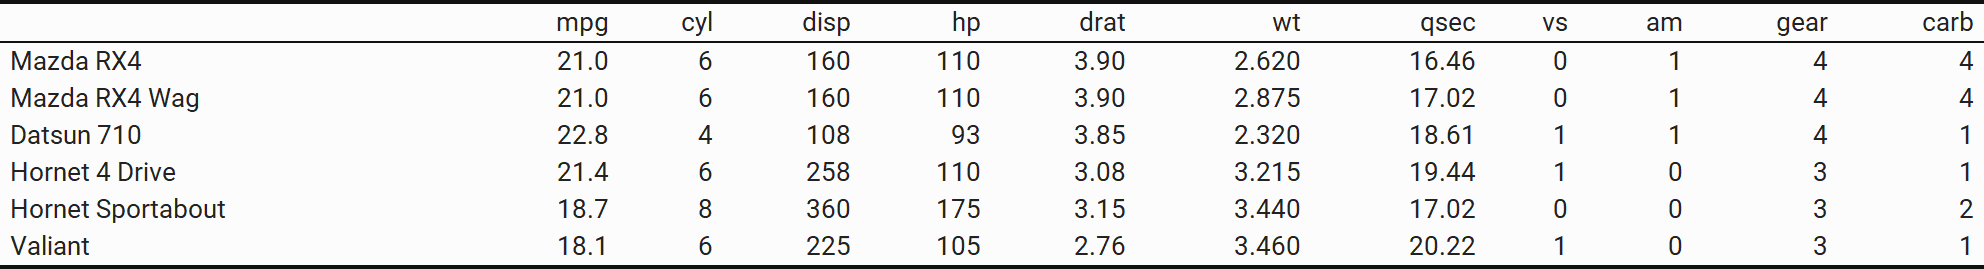 mpg cyl disp hp drat wt qsec vs am gear carb
Mazda RX4 21.0 6 160 110 3.90 2.620 16.46 0 1 4 4
Mazda RX4 Wag 21.0 6 160 110 3.90 2.875 17.02 0 1 4 4
Datsun 710 22.8 4 108 93 3.85 2.320 18.61 1 1 4 1
Hornet 4 Drive 21.4 6 258 110 3.08 3.215 19.44 1 0 3 1
Hornet Sportabout 18.7 8 360 175 3.15 3.440 17.02 0 0 3 2
Valiant 18.1 6 225 105 2.76 3.460 20.22 1 0 3 1